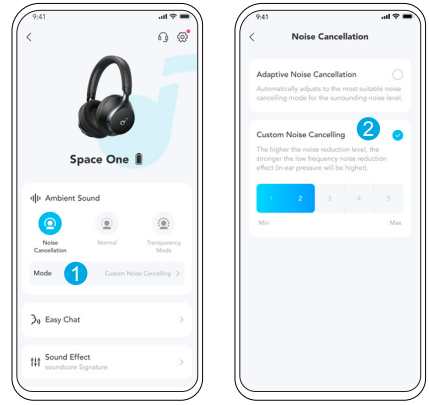 9:41
Space One
Ambient Sound
Noise
Cancellation
Normal
Transparency
Mode
Mode 1 Custom Noise Cancelling >
Easy Chat >
Sound Effect
soundcore Signature >
9:41
< Noise Cancellation
Adaptive Noise Cancellation
Automatically adjusts to the most suitable noise
cancelling mode for the surrounding noise level.
Custom Noise Cancelling 2
The higher the noise reduction level, the
stronger the low frequency noise reduction
effect (in-ear pressure will be higher).
1 2 3 4 5
Min Max